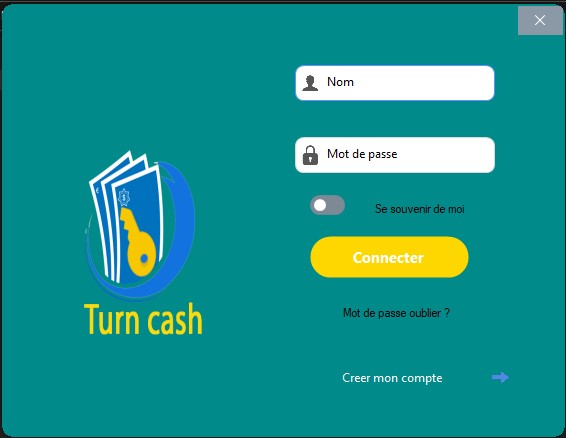 Nom
Mot de passe
Se souvenir de moi
Connecter
Turn cash
Mot de passe oublier ?
Creer mon compte